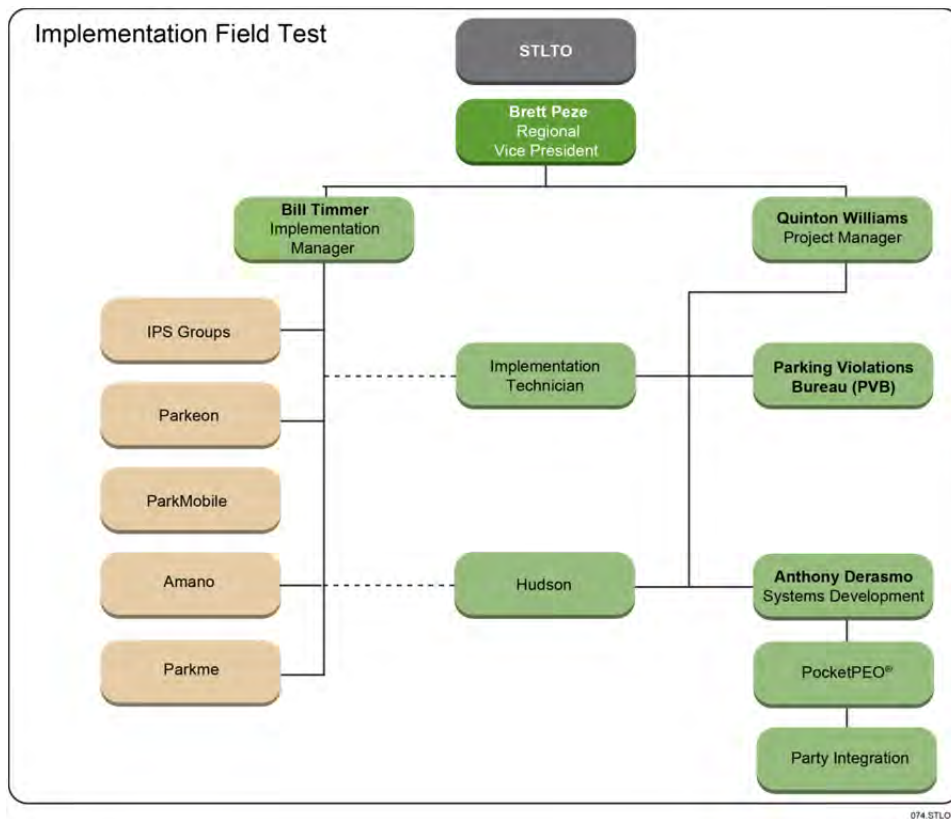 Implementation Field Test
STLTO
Brett Peze
Regional
Vice President
Bill Timmer
Implementation
Manager
Quinton Williams
Project Manager
IPS Groups
Implementation
Technician
Parking Violations
Bureau (PVB)
Parkeon
ParkMobile
Amano
Hudson
Anthony Derasmo
Systems Development
Parkme
PocketPEO®
Party Integration
074.STLO